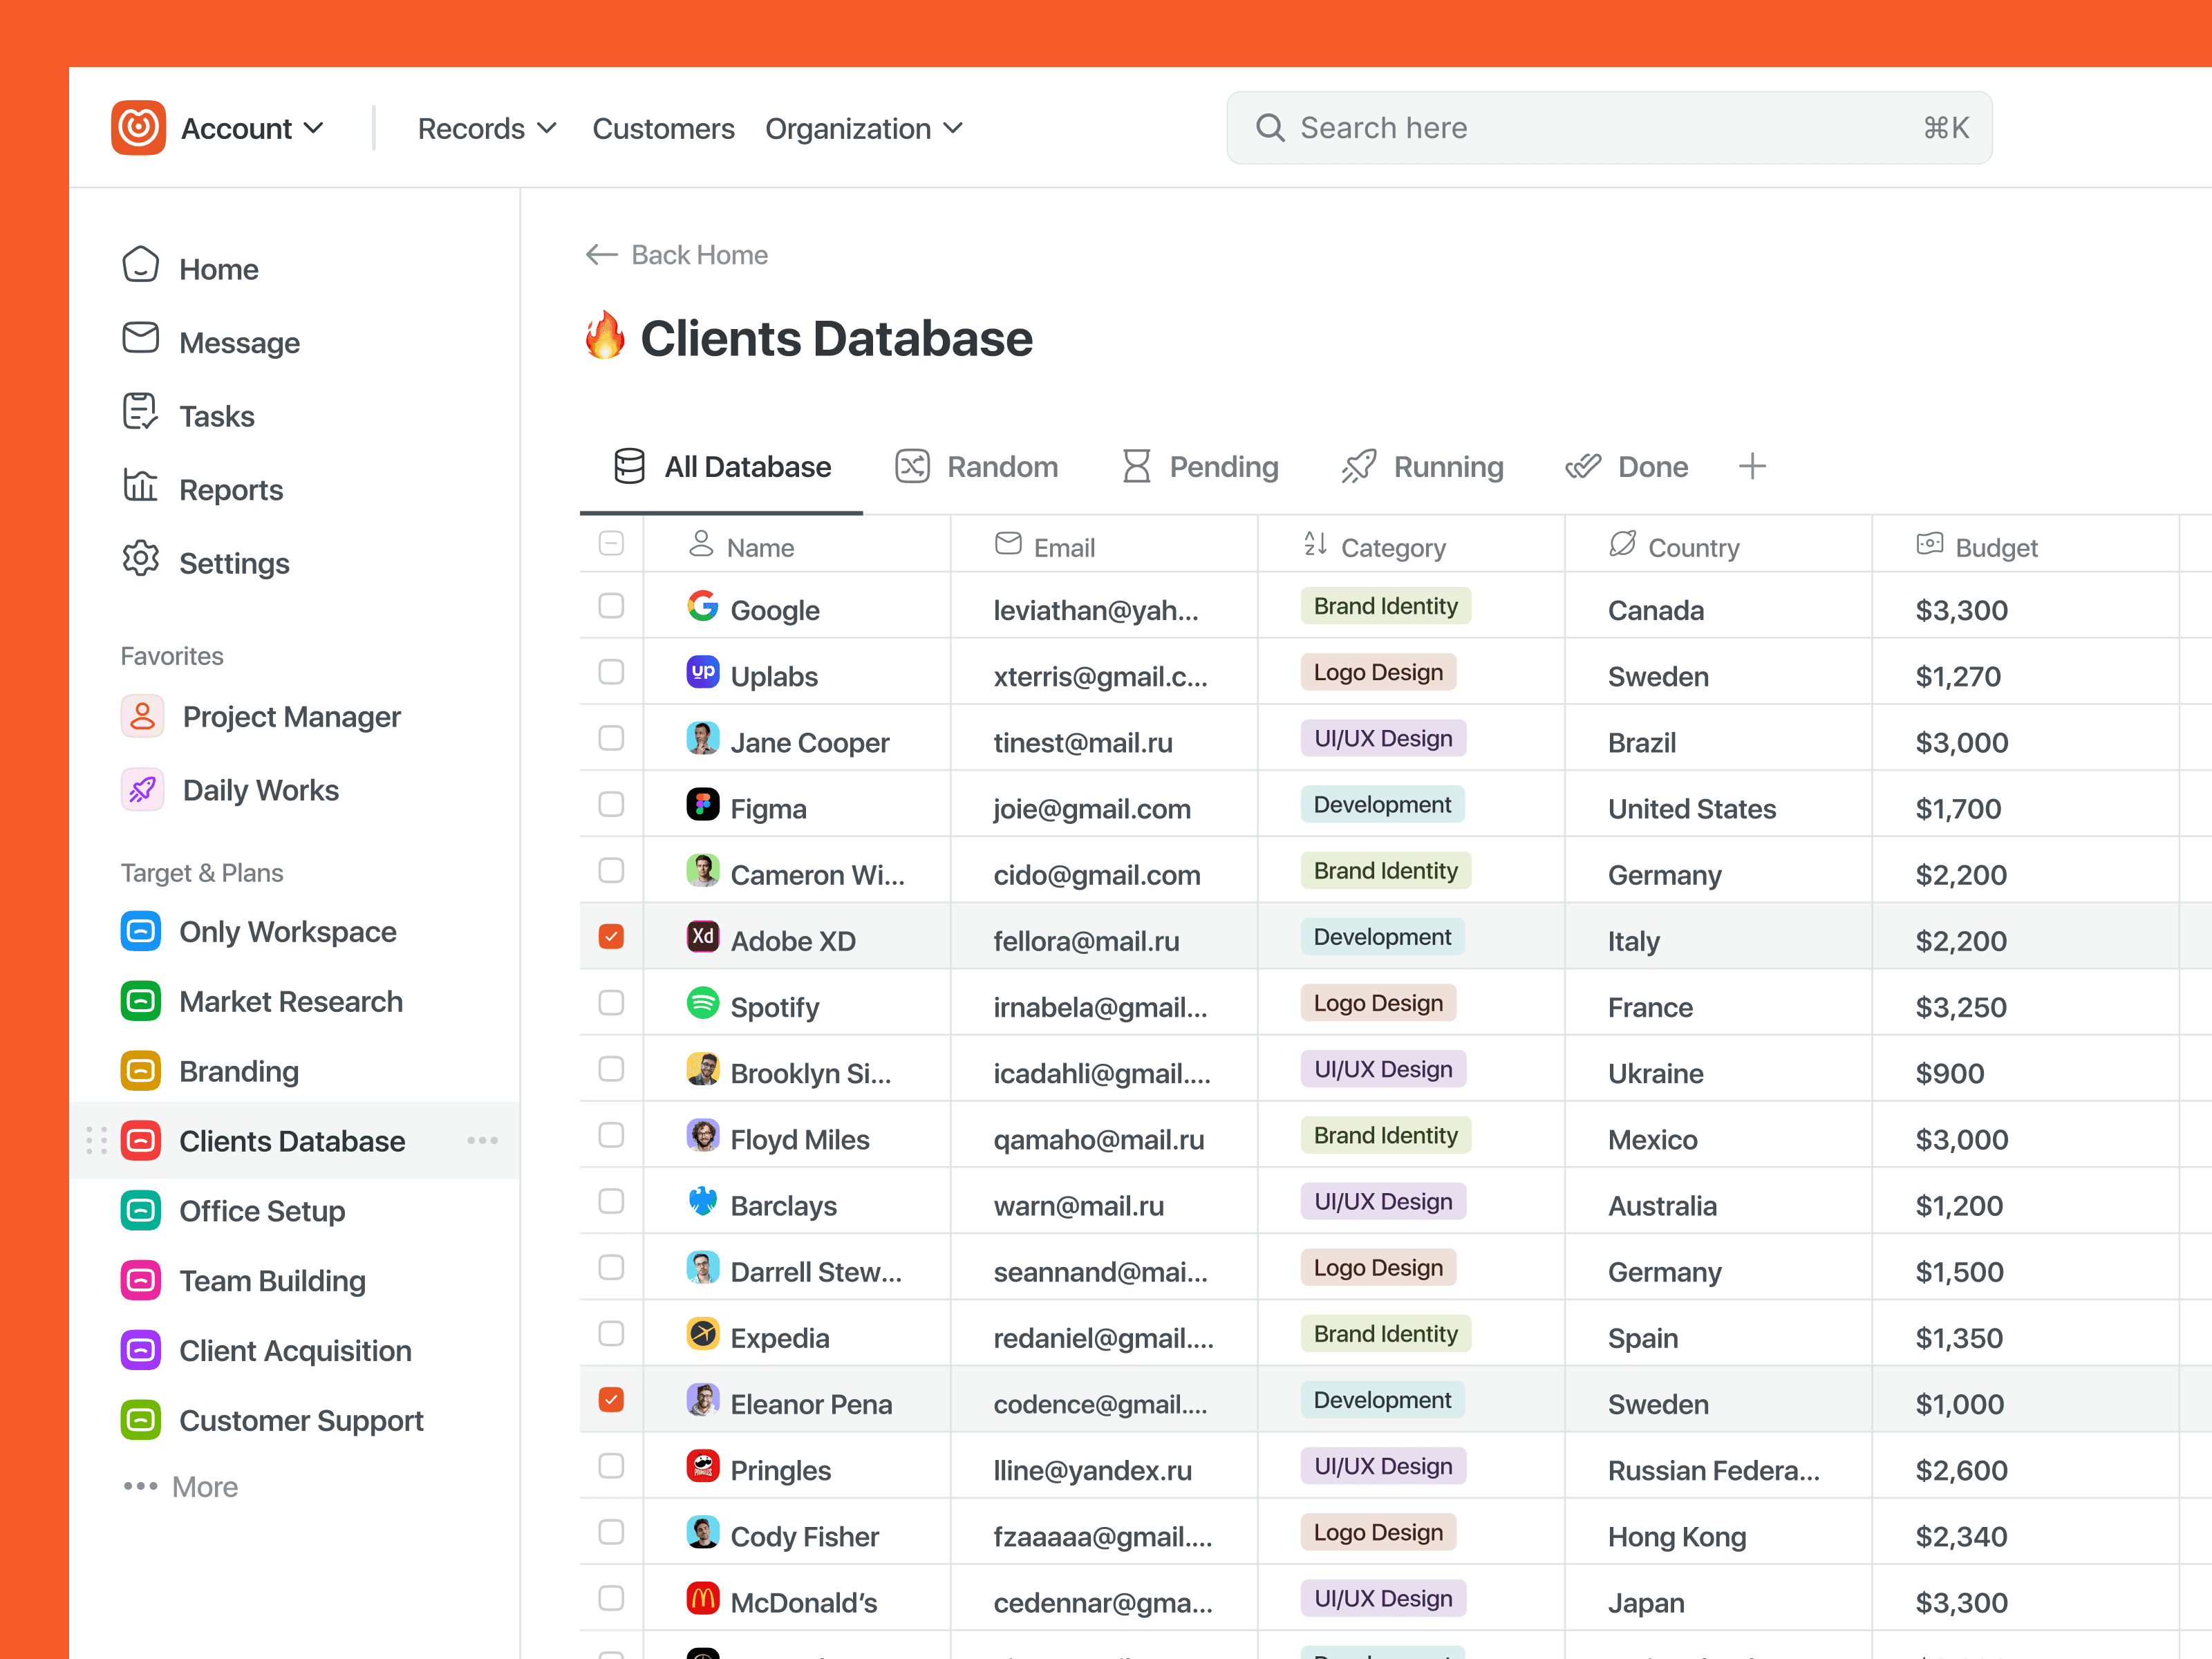 Account Records Customers Organization Search here ⌘K
Home
Message
Tasks
Reports
Settings
Favorites
Project Manager
Daily Works
Target & Plans
Only Workspace
Market Research
Branding
Clients Database
Office Setup
Team Building
Client Acquisition
Customer Support
More
Back Home
Clients Database
All Database Random Pending Running Done
Name Email Category Country Budget
Google leviathan@yah... Brand Identity Canada $3,300
up Uplabs xterris@gmail.c... Logo Design Sweden $1,270
Jane Cooper tinest@mail.ru UI/UX Design Brazil $3,000
Figma joie@gmail.com Development United States $1,700
Cameron Wi... cido@gmail.com Brand Identity Germany $2,200
Xd Adobe XD fellora@mail.ru Development Italy $2,200
Spotify irnabela@gmail... Logo Design France $3,250
Brooklyn Si... icadahli@gmail.... UI/UX Design Ukraine $900
Floyd Miles qamaho@mail.ru Brand Identity Mexico $3,000
Barclays warn@mail.ru UI/UX Design Australia $1,200
Darrell Stew... seannand@mai... Logo Design Germany $1,500
Expedia redaniel@gmail.... Brand Identity Spain $1,350
Eleanor Pena codence@gmail.... Development Sweden $1,000
Pringles lline@yandex.ru UI/UX Design Russian Federa... $2,600
Cody Fisher fzaaaaa@gmail.... Logo Design Hong Kong $2,340
McDonald’s cedennar@gma... UI/UX Design Japan $3,300